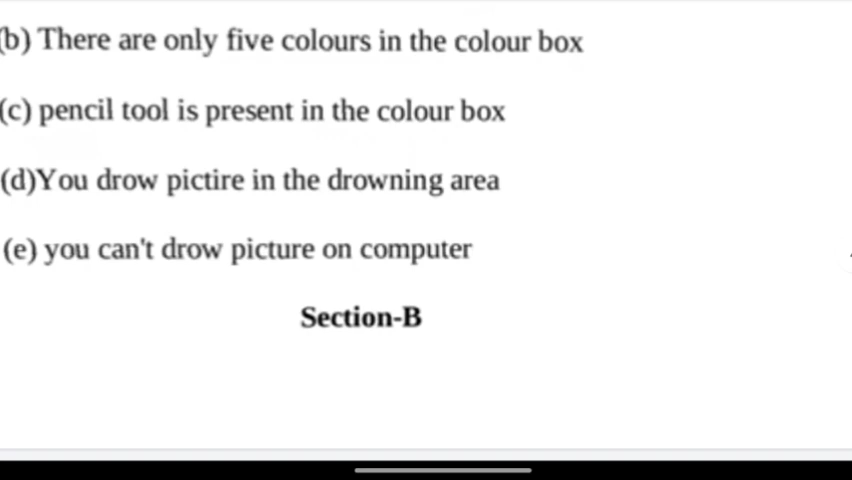 (b) There are only five colours in the colour box
(c) pencil tool is present in the colour box
(d)You drow pictire in the drowning area
(e) you can't drow picture on computer
Section-B